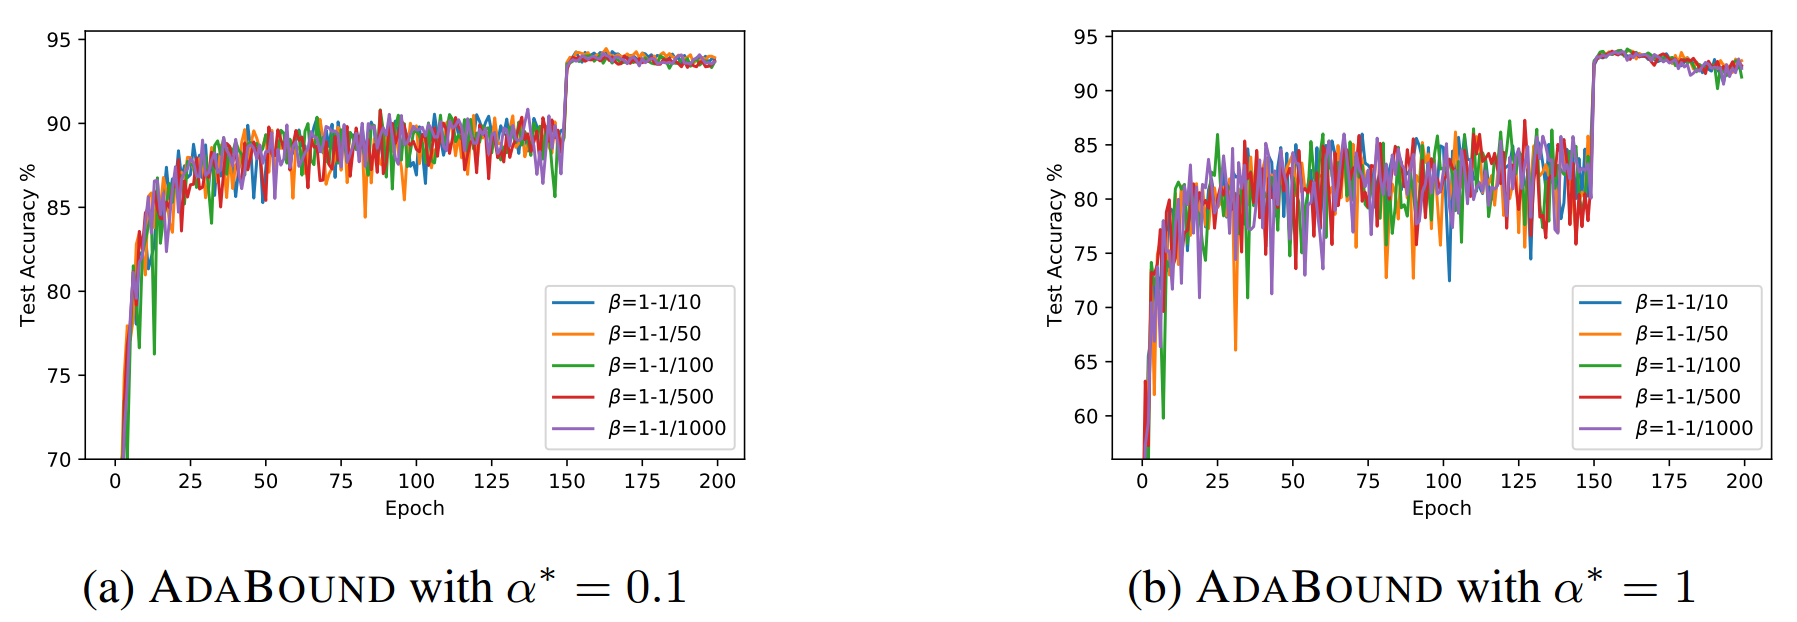 95
90
85
80
75
70
Test Accuracy %
0 25 50 75 100 125 150 175 200
Epoch
β=1-1/10
β=1-1/50
β=1-1/100
β=1-1/500
β=1-1/1000
(a) ADABOUND with α* = 0.1
95
90
85
80
75
70
65
60
Test Accuracy %
0 25 50 75 100 125 150 175 200
Epoch
β=1-1/10
β=1-1/50
β=1-1/100
β=1-1/500
β=1-1/1000
(b) ADABOUND with α* = 1